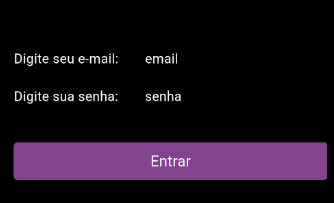 Digite seu e-mail: email
Digite sua senha: senha
Entrar